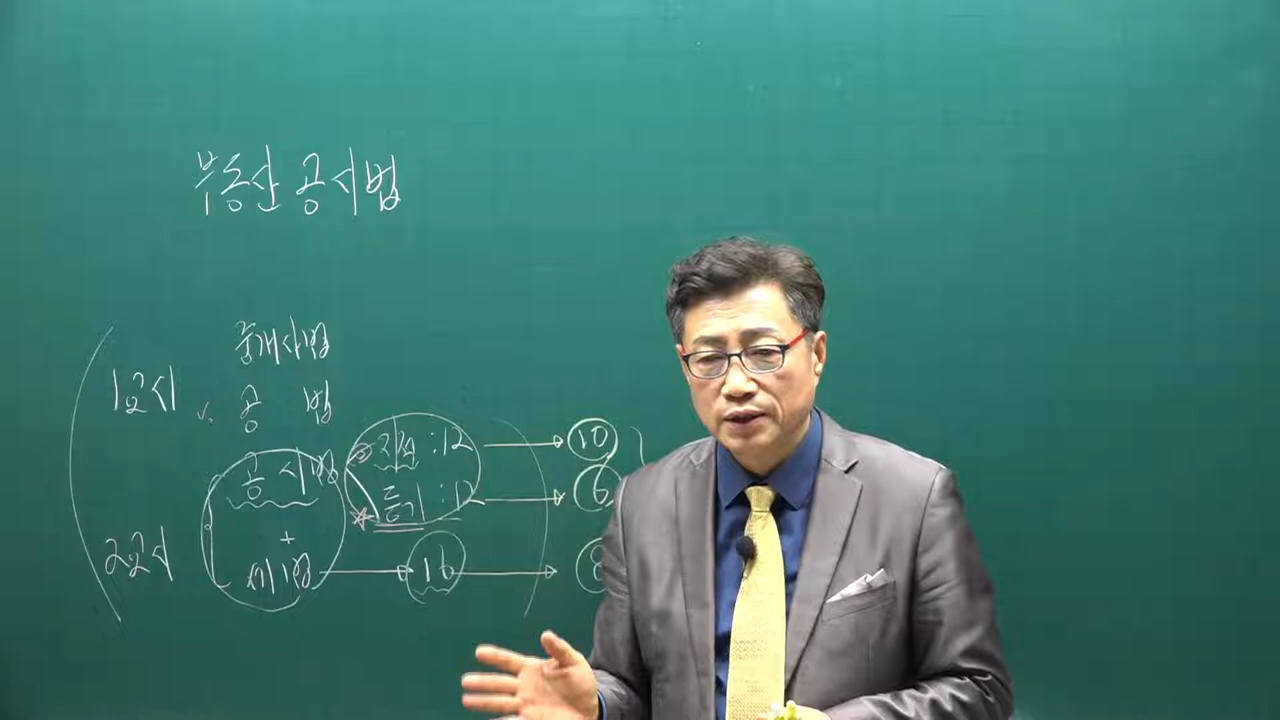 부동산 공시법
중개사법
1교시 공 법
지적 : 12 → 10
공시법 등기 : 12 → 6
+
2교시 세법 → 16 → 8